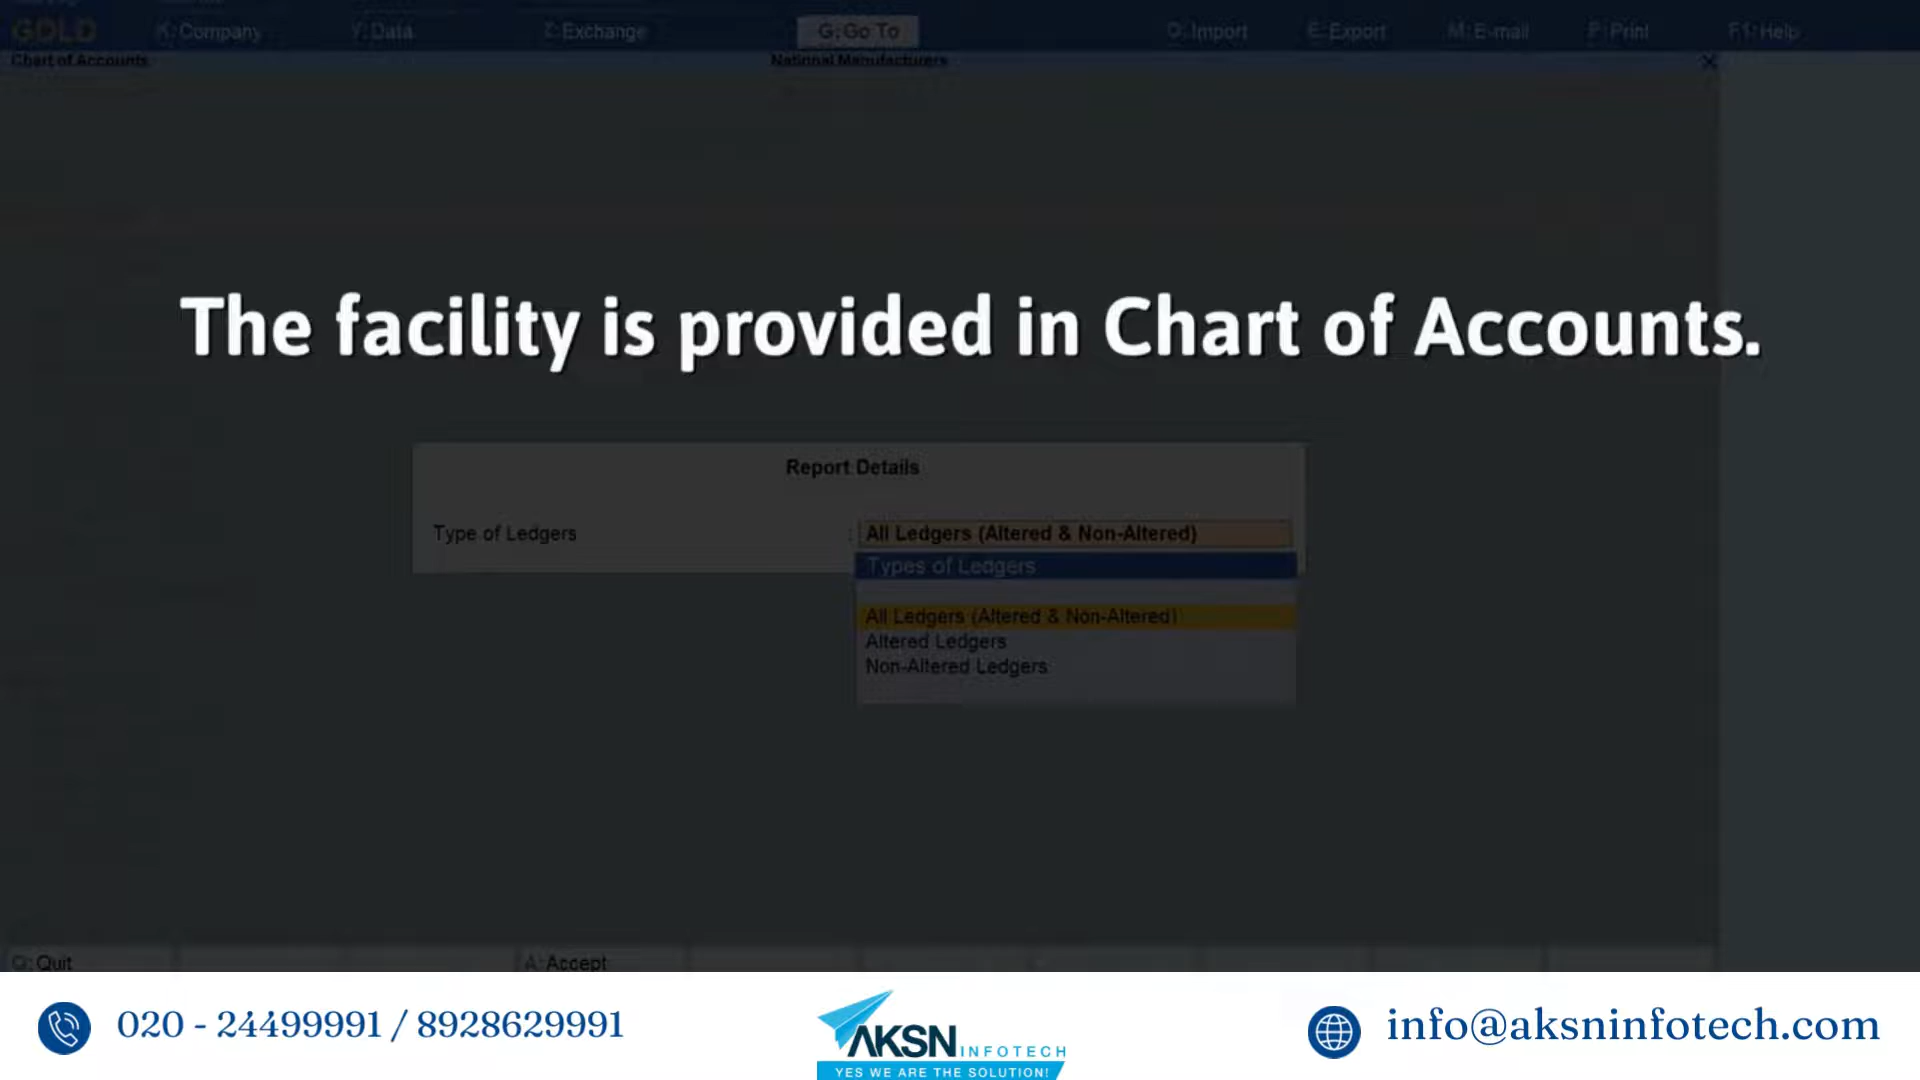 GOLD
K: Company
Y: Data
Z: Exchange
G: Go To
O: Import
E: Export
M: E-mail
P: Print
F1: Help
Chart of Accounts
National Manufacturers
The facility is provided in Chart of Accounts.
Report Details
Type of Ledgers : All Ledgers (Altered & Non-Altered)
Types of Ledgers
All Ledgers (Altered & Non-Altered)
Altered Ledgers
Non-Altered Ledgers
Q: Quit
A: Accept
020 - 24499991 / 8928629991
AKSN INFOTECH
YES WE ARE THE SOLUTION!
info@aksninfotech.com